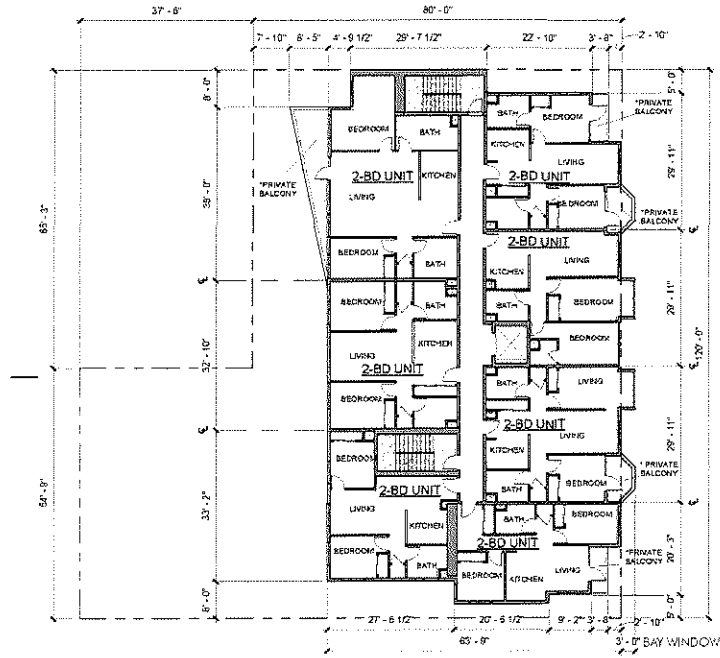 37' - 6"
80' - 0"
7' - 10"
8' - 5"
4' - 9 1/2"
29' - 7 1/2"
22' - 10"
3' - 8"
2' - 10"
8' - 0"
5' - 0"
BATH
BEDROOM
*PRIVATE
BALCONY
BEDROOM
BATH
KITCHEN
LIVING
2-BD UNIT
KITCHEN
2-BD UNIT
29' - 11"
*PRIVATE
BALCONY
LIVING
BEDROOM
*PRIVATE
BALCONY
65' - 3"
2-BD UNIT
BEDROOM
BATH
KITCHEN
LIVING
BEDROOM
BATH
BATH
BEDROOM
29' - 11"
120' - 0"
32' - 10"
LIVING
KITCHEN
BEDROOM
2-BD UNIT
BATH
LIVING
BEDROOM
2-BD UNIT
LIVING
29' - 11"
BEDROOM
KITCHEN
BATH
BEDROOM
*PRIVATE
BALCONY
54' - 9"
33' - 2"
2-BD UNIT
LIVING
KITCHEN
BATH
BEDROOM
2-BD UNIT
20' - 3"
BEDROOM
BATH
BEDROOM
KITCHEN
LIVING
*PRIVATE
BALCONY
8' - 0"
5' - 0"
27' - 6 1/2"
20' - 6 1/2"
9' - 2"
3' - 8"
2' - 10"
63' - 9"
3' - 0" BAY WINDOW